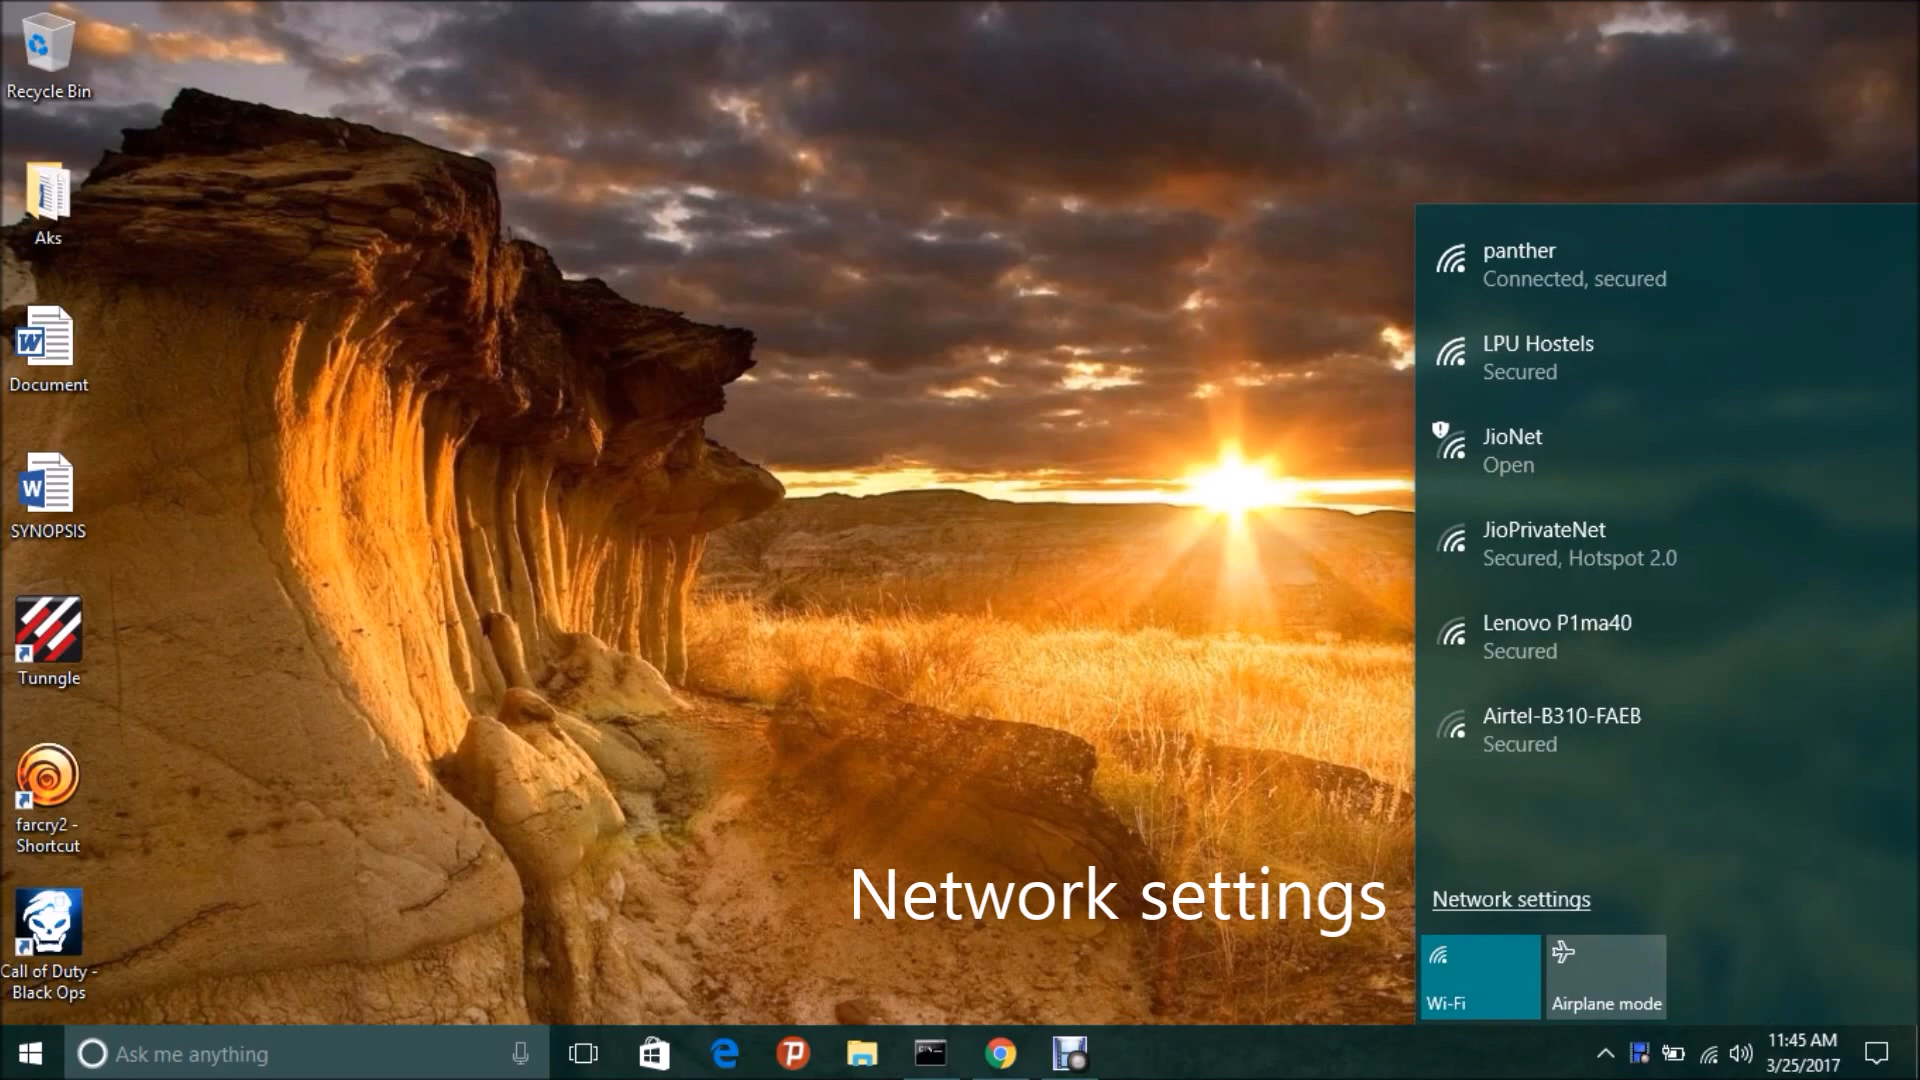 Recycle Bin
Aks
Document
SYNOPSIS
Tunngle
farcry2 -
Shortcut
Call of Duty -
Black Ops
panther
Connected, secured
LPU Hostels
Secured
JioNet
Open
JioPrivateNet
Secured, Hotspot 2.0
Lenovo P1ma40
Secured
Airtel-B310-FAEB
Secured
Network settings
Network settings
Wi-Fi
Airplane mode
Ask me anything
11:45 AM
3/25/2017